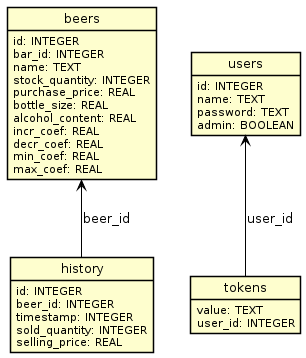 beers
id: INTEGER
bar_id: INTEGER
name: TEXT
stock_quantity: INTEGER
purchase_price: REAL
bottle_size: REAL
alcohol_content: REAL
incr_coef: REAL
decr_coef: REAL
min_coef: REAL
max_coef: REAL
users
id: INTEGER
name: TEXT
password: TEXT
admin: BOOLEAN
beer_id
user_id
history
id: INTEGER
beer_id: INTEGER
timestamp: INTEGER
sold_quantity: INTEGER
selling_price: REAL
tokens
value: TEXT
user_id: INTEGER